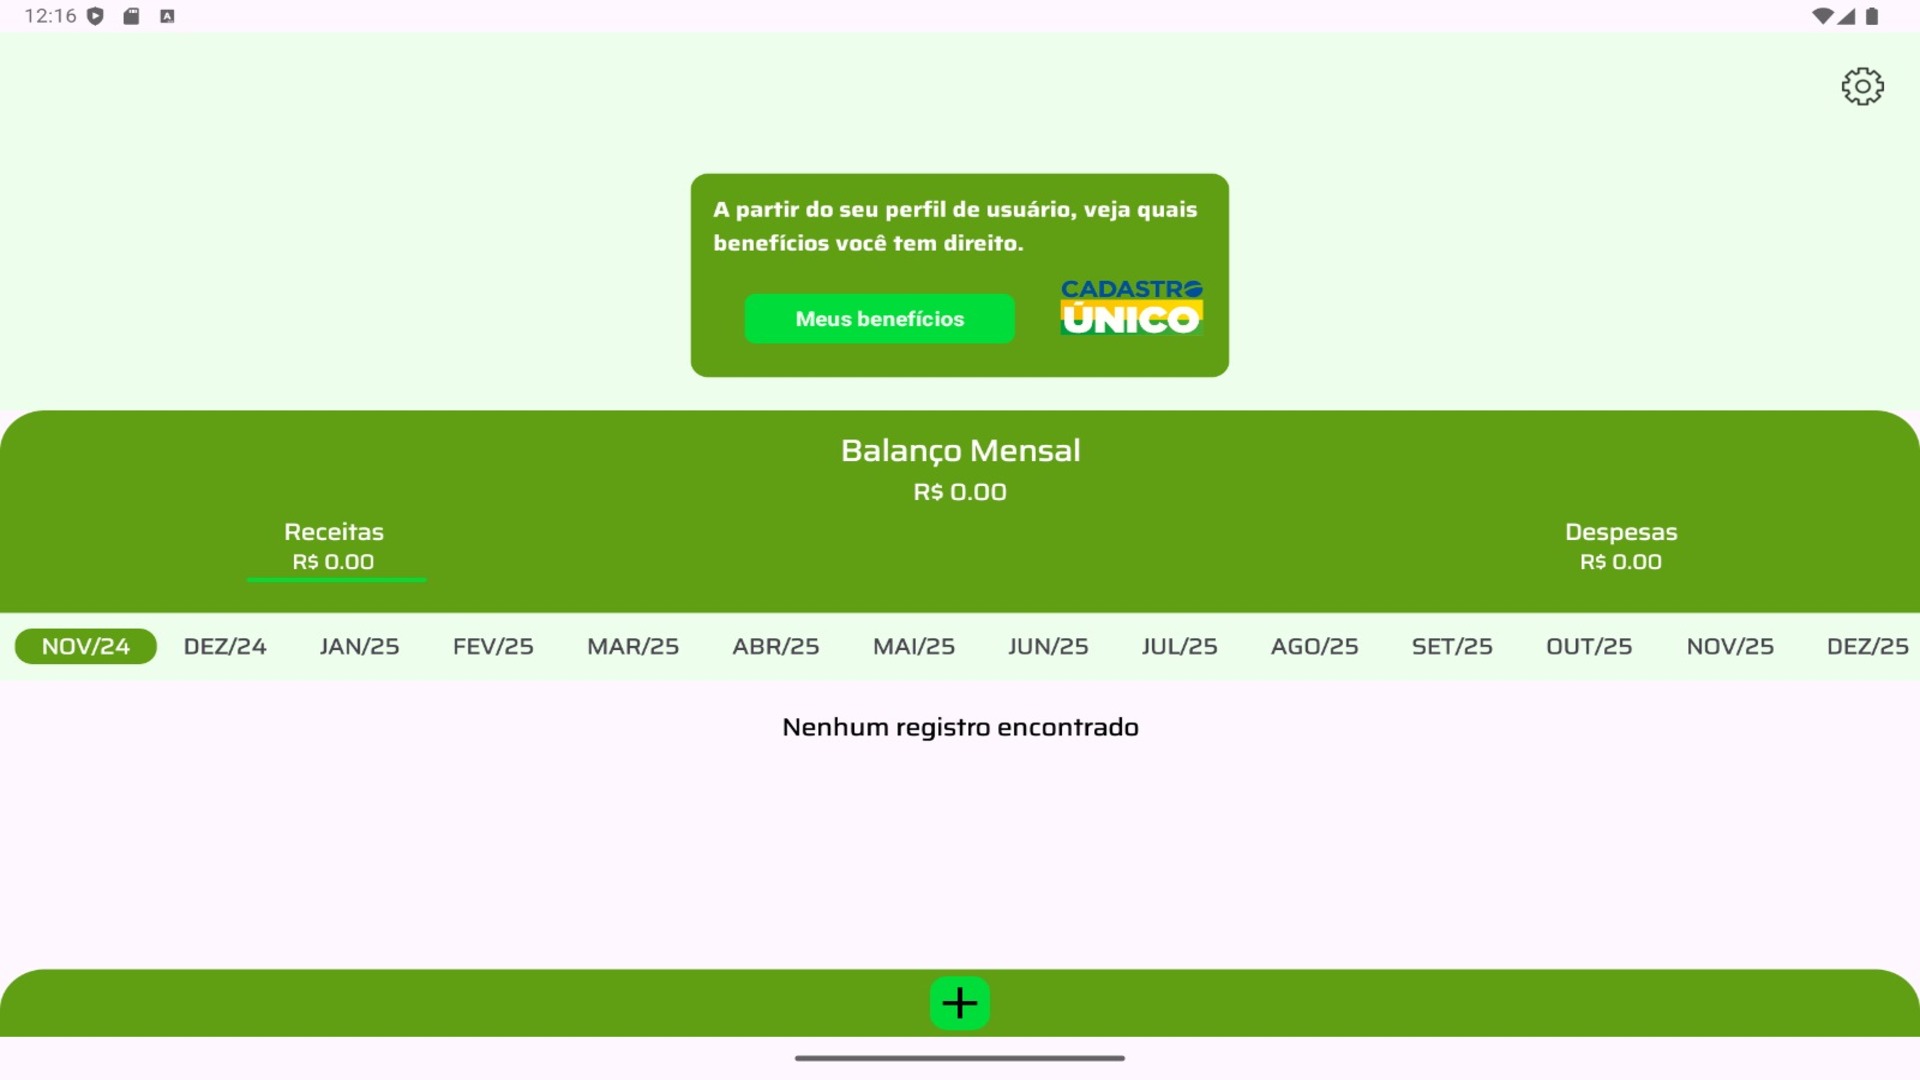 12:16
A partir do seu perfil de usuário, veja quais
benefícios você tem direito.
Meus benefícios
CADASTRO
ÚNICO
Balanço Mensal
R$ 0.00
Receitas
R$ 0.00
Despesas
R$ 0.00
NOV/24 DEZ/24 JAN/25 FEV/25 MAR/25 ABR/25 MAI/25 JUN/25 JUL/25 AGO/25 SET/25 OUT/25 NOV/25 DEZ/25
Nenhum registro encontrado